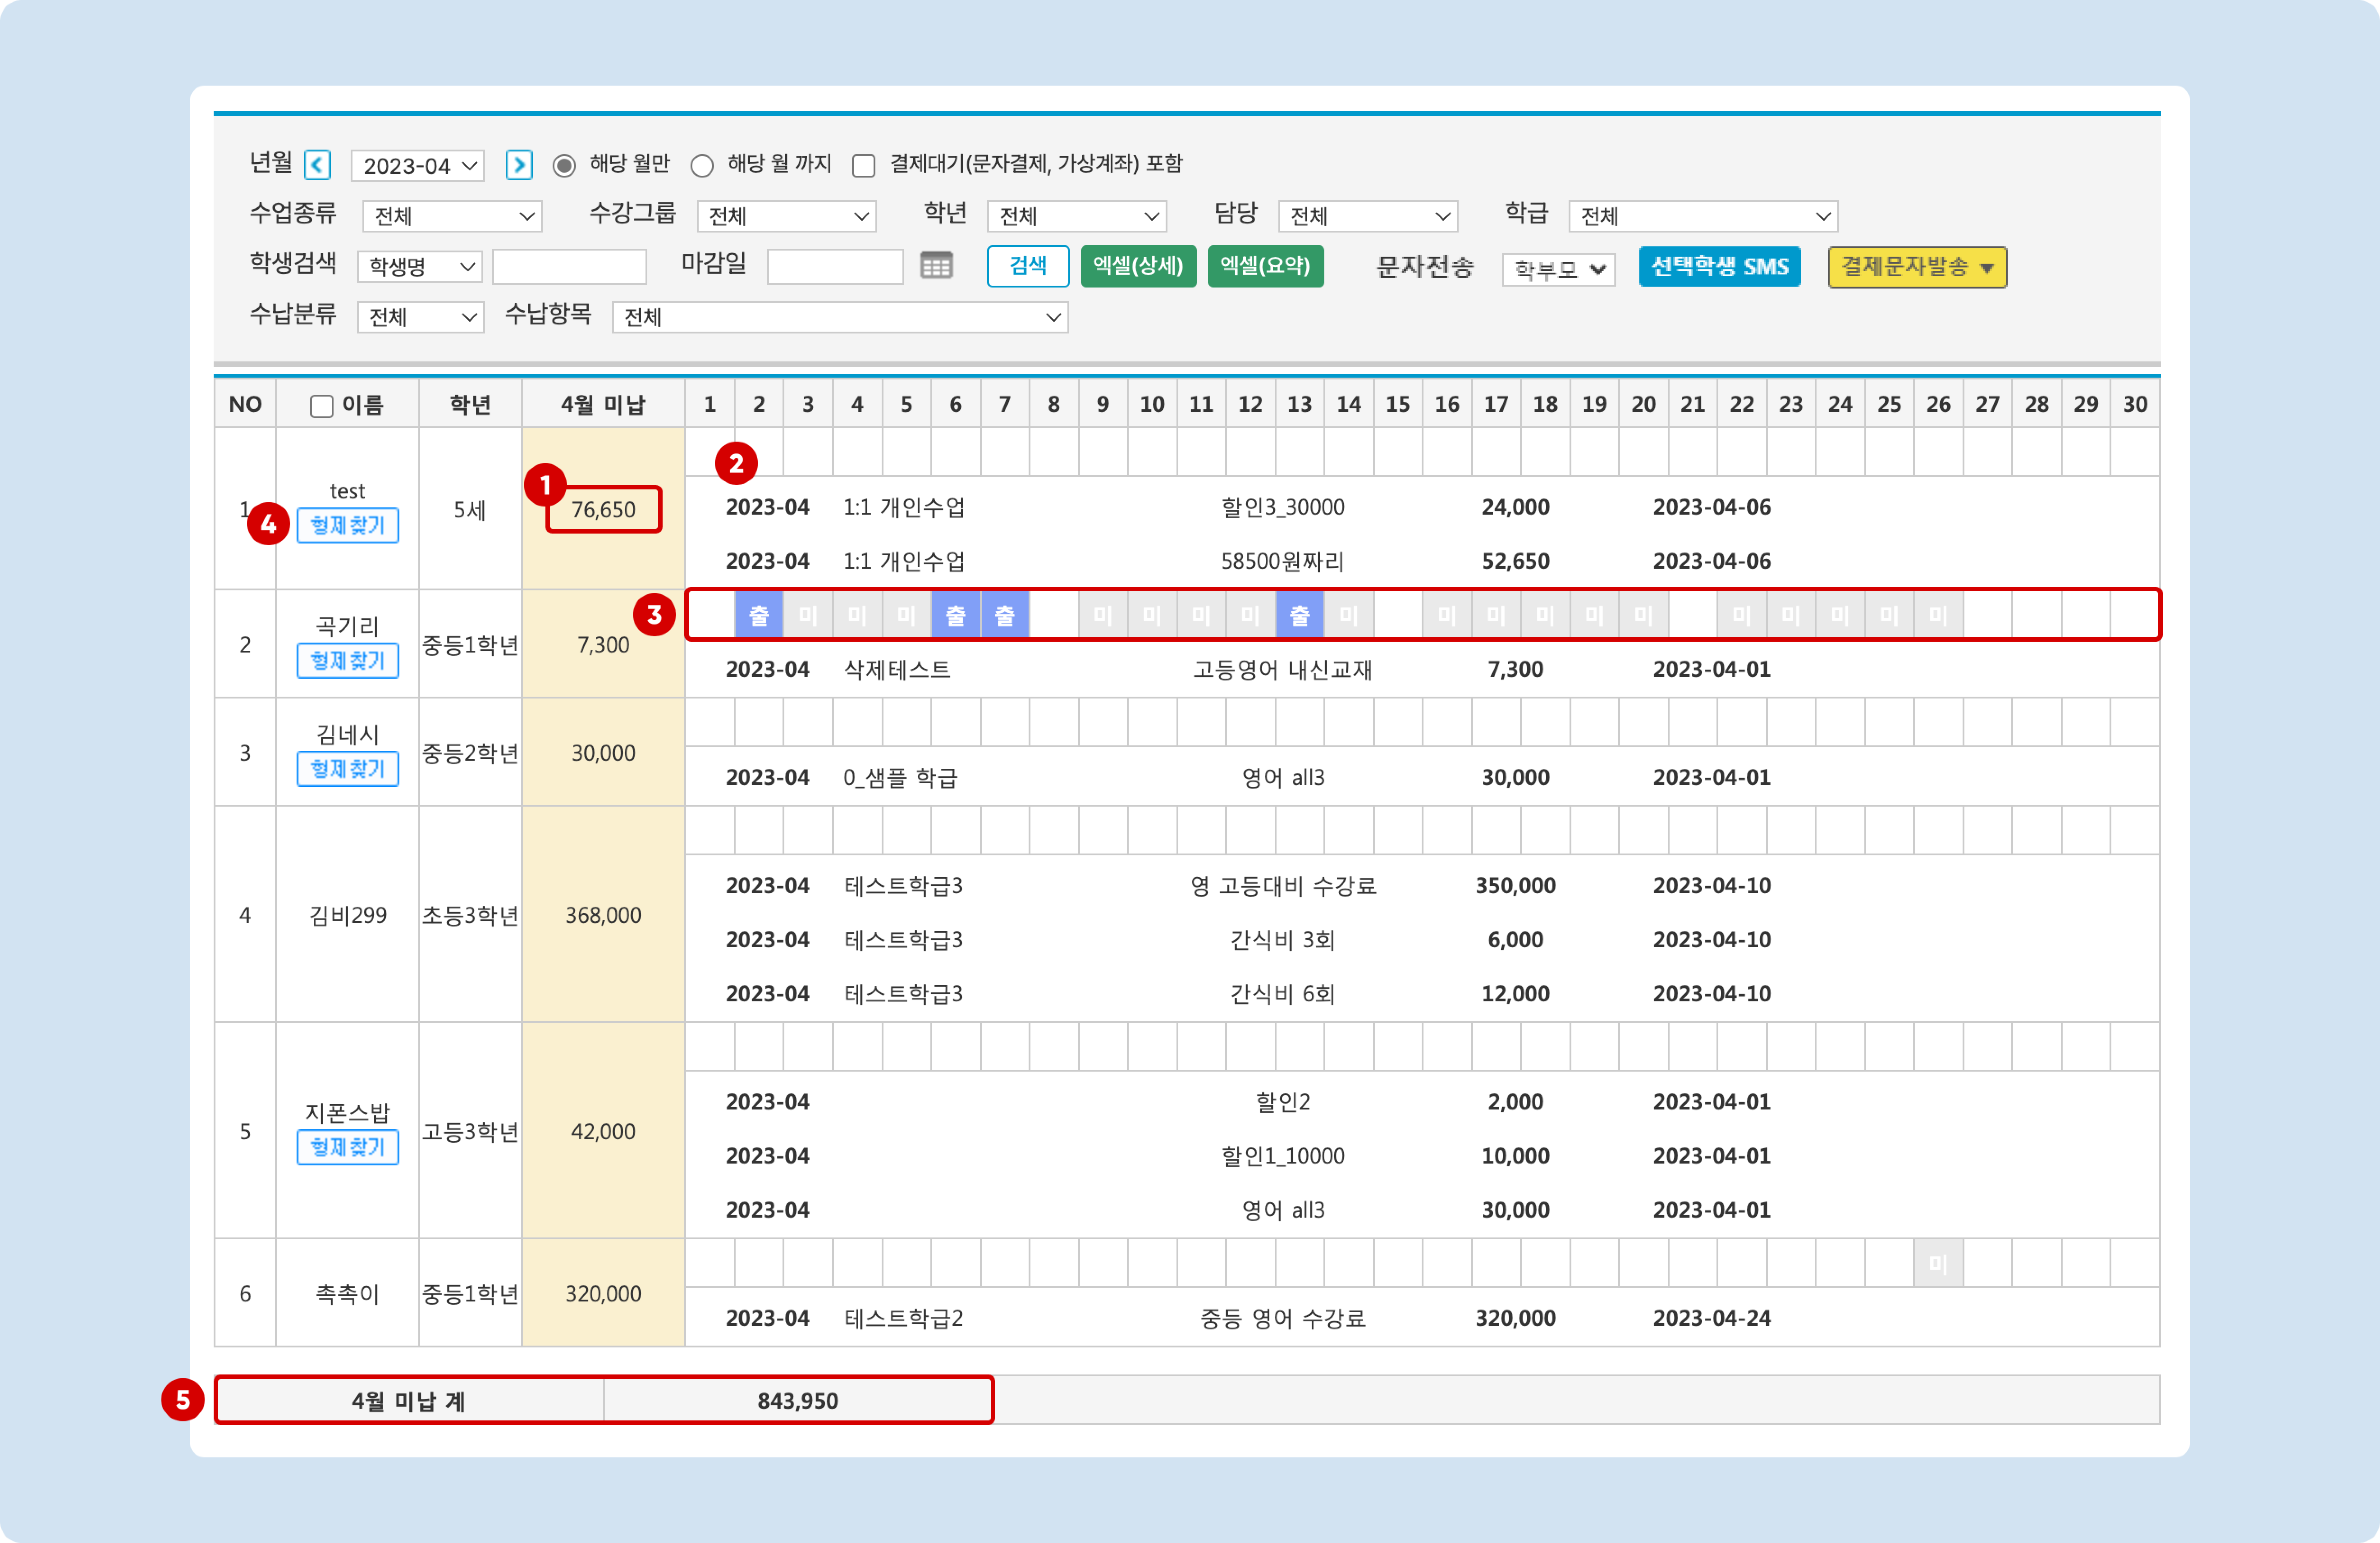 년월 2023-04 해당 월만 해당 월 까지 결제대기(문자결제, 가상계좌) 포함
수업종류 전체 수강그룹 전체 학년 전체 담당 전체 학급 전체
학생검색 학생명 마감일 검색 엑셀(상세) 엑셀(요약) 문자전송 학부모 선택학생 SMS 결제문자발송 ▼
수납분류 전체 수납항목 전체
NO 이름 학년 4월 미납 1 2 3 4 5 6 7 8 9 10 11 12 13 14 15 16 17 18 19 20 21 22 23 24 25 26 27 28 29 30
2
1
1 test 5세 76,650
4 형제찾기
2023-04 1:1 개인수업 할인3_30000 24,000 2023-04-06
2023-04 1:1 개인수업 58500원짜리 52,650 2023-04-06
3 출 미 미 미 출 출 미 미 미 미 출 미 미 미 미 미 미 미 미 미 미 미
2 곡기리 중등1학년 7,300
형제찾기
2023-04 삭제테스트 고등영어 내신교재 7,300 2023-04-01
3 김네시 중등2학년 30,000
형제찾기
2023-04 0_샘플 학급 영어 all3 30,000 2023-04-01
4 김비299 초등3학년 368,000
2023-04 테스트학급3 영 고등대비 수강료 350,000 2023-04-10
2023-04 테스트학급3 간식비 3회 6,000 2023-04-10
2023-04 테스트학급3 간식비 6회 12,000 2023-04-10
5 지폰스밥 고등3학년 42,000
형제찾기
2023-04 할인2 2,000 2023-04-01
2023-04 할인1_10000 10,000 2023-04-01
2023-04 영어 all3 30,000 2023-04-01
미
6 촉촉이 중등1학년 320,000
2023-04 테스트학급2 중등 영어 수강료 320,000 2023-04-24
5 4월 미납 계 843,950